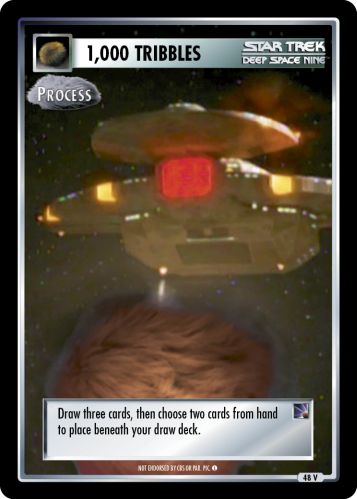 1,000 TRIBBLES
STAR TREK
DEEP SPACE NINE
PROCESS
Draw three cards, then choose two cards from hand
to place beneath your draw deck.
NOT ENDORSED BY CBS OR PAR. PIC.
48 V